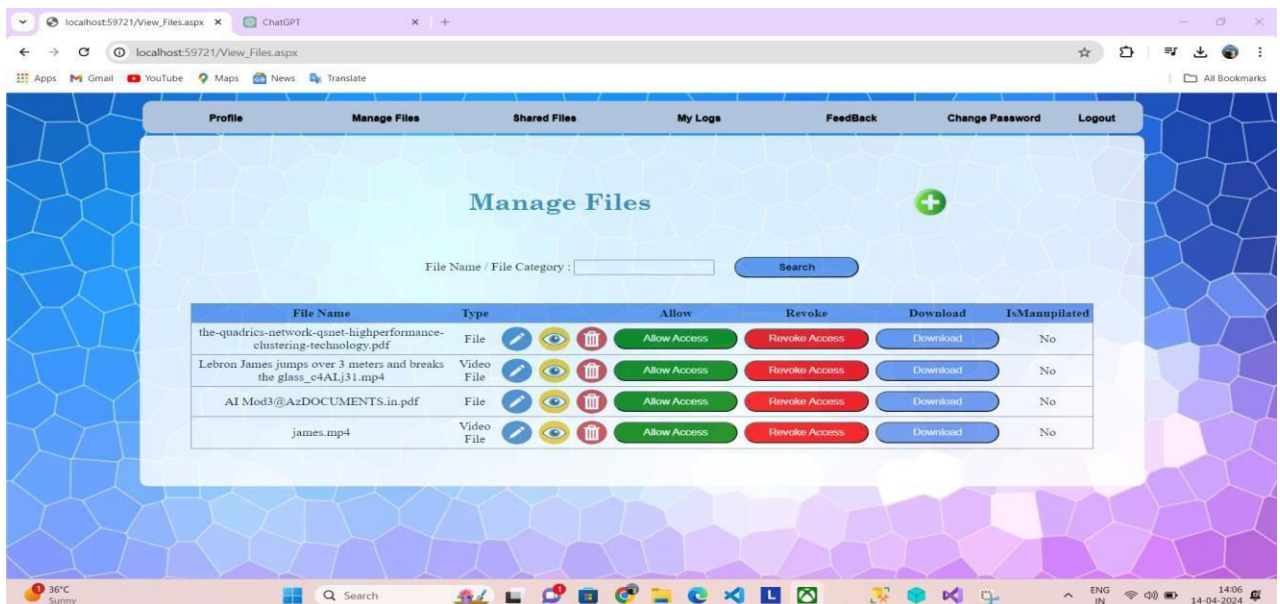 localhost:59721/View_Files.aspx ChatGPT
localhost:59721/View_Files.aspx
Apps Gmail YouTube Maps News Translate All Bookmarks
Profile Manage Files Shared Files My Logs FeedBack Change Password Logout
Manage Files
File Name / File Category : Search
File Name Type Allow Revoke Download IsManupilated
the-quadrics-network-qsnet-highperformance-
clustering-technology.pdf File Allow Access Revoke Access Download No
Lebron James jumps over 3 meters and breaks
the glass_c4ALj31.mp4 Video
File Allow Access Revoke Access Download No
AI Mod3@AzDOCUMENTS.in.pdf File Allow Access Revoke Access Download No
james.mp4 Video
File Allow Access Revoke Access Download No
36°C
Sunny
Search
ENG
IN
14:06
14-04-2024